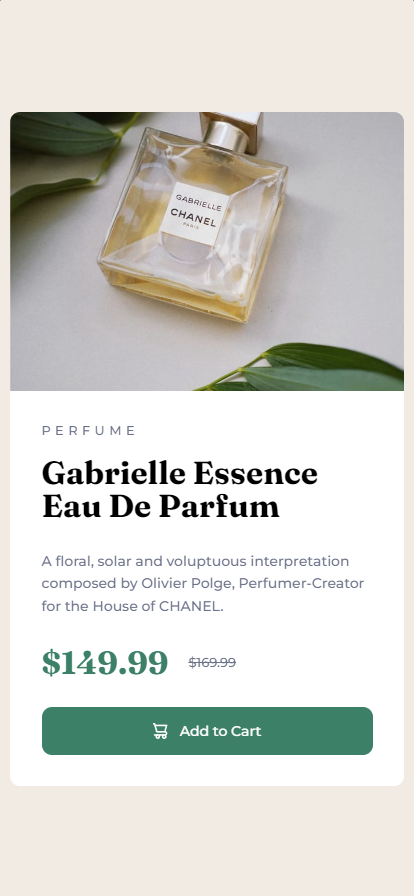 GABRIELLE
CHANEL
PARIS
PERFUME
Gabrielle Essence
Eau De Parfum
A floral, solar and voluptuous interpretation
composed by Olivier Polge, Perfumer-Creator
for the House of CHANEL.
$149.99 $169.99
Add to Cart